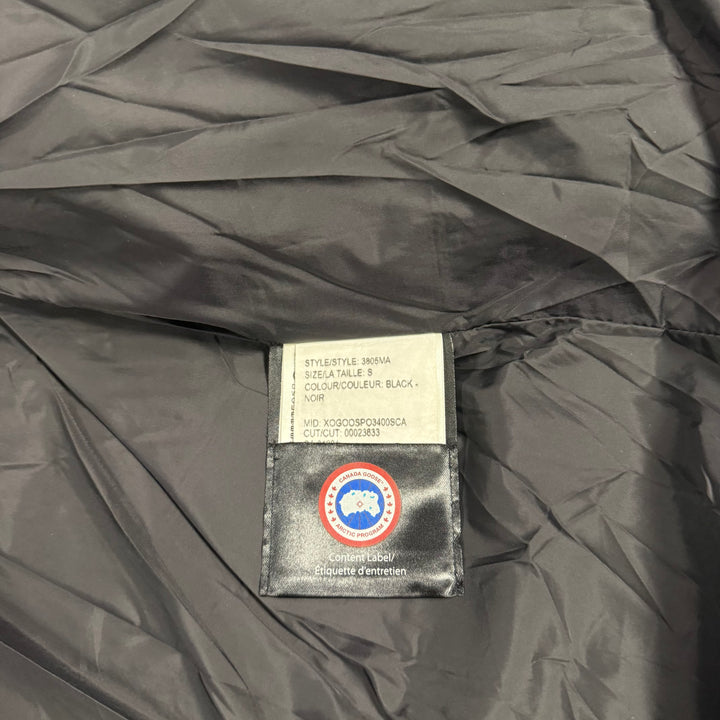 STYLE/STYLE: 3805MA
SIZE/LA TAILLE: S
COLOUR/COULEUR: BLACK -
NOIR
MID: XOGOOSPO3400SCA
CUT/CUT: 00023833
CANADA GOOSE
ARCTIC PROGRAM
Content Label/
Étiquette d'entretien